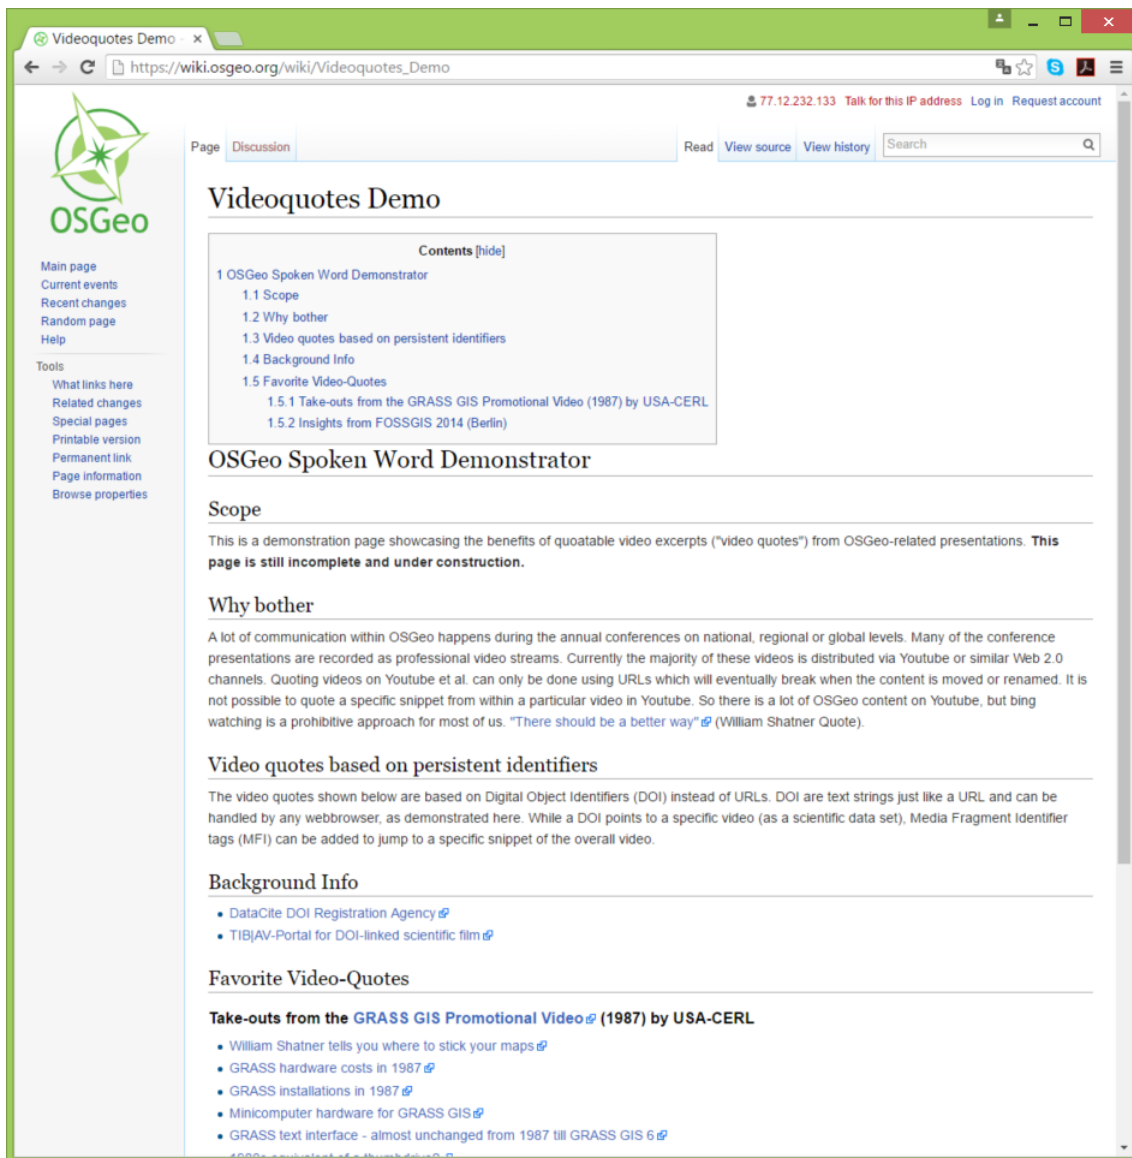 Videoquotes Demo -
https://wiki.osgeo.org/wiki/Videoquotes_Demo
77.12.232.133 Talk for this IP address Log in Request account
Page Discussion Read View source View history Search
OSGeo
Main page
Current events
Recent changes
Random page
Help
Tools
What links here
Related changes
Special pages
Printable version
Permanent link
Page information
Browse properties
Videoquotes Demo
Contents [hide]
1 OSGeo Spoken Word Demonstrator
1.1 Scope
1.2 Why bother
1.3 Video quotes based on persistent identifiers
1.4 Background Info
1.5 Favorite Video-Quotes
1.5.1 Take-outs from the GRASS GIS Promotional Video (1987) by USA-CERL
1.5.2 Insights from FOSSGIS 2014 (Berlin)
OSGeo Spoken Word Demonstrator
Scope
This is a demonstration page showcasing the benefits of quoatable video excerpts ("video quotes") from OSGeo-related presentations. This
page is still incomplete and under construction.
Why bother
A lot of communication within OSGeo happens during the annual conferences on national, regional or global levels. Many of the conference
presentations are recorded as professional video streams. Currently the majority of these videos is distributed via Youtube or similar Web 2.0
channels. Quoting videos on Youtube et al. can only be done using URLs which will eventually break when the content is moved or renamed. It is
not possible to quote a specific snippet from within a particular video in Youtube. So there is a lot of OSGeo content on Youtube, but bing
watching is a prohibitive approach for most of us. "There should be a better way" (William Shatner Quote).
Video quotes based on persistent identifiers
The video quotes shown below are based on Digital Object Identifiers (DOI) instead of URLs. DOI are text strings just like a URL and can be
handled by any webbrowser, as demonstrated here. While a DOI points to a specific video (as a scientific data set), Media Fragment Identifier
tags (MFI) can be added to jump to a specific snippet of the overall video.
Background Info
DataCite DOI Registration Agency
TIB|AV-Portal for DOI-linked scientific film
Favorite Video-Quotes
Take-outs from the GRASS GIS Promotional Video (1987) by USA-CERL
William Shatner tells you where to stick your maps
GRASS hardware costs in 1987
GRASS installations in 1987
Minicomputer hardware for GRASS GIS
GRASS text interface - almost unchanged from 1987 till GRASS GIS 6